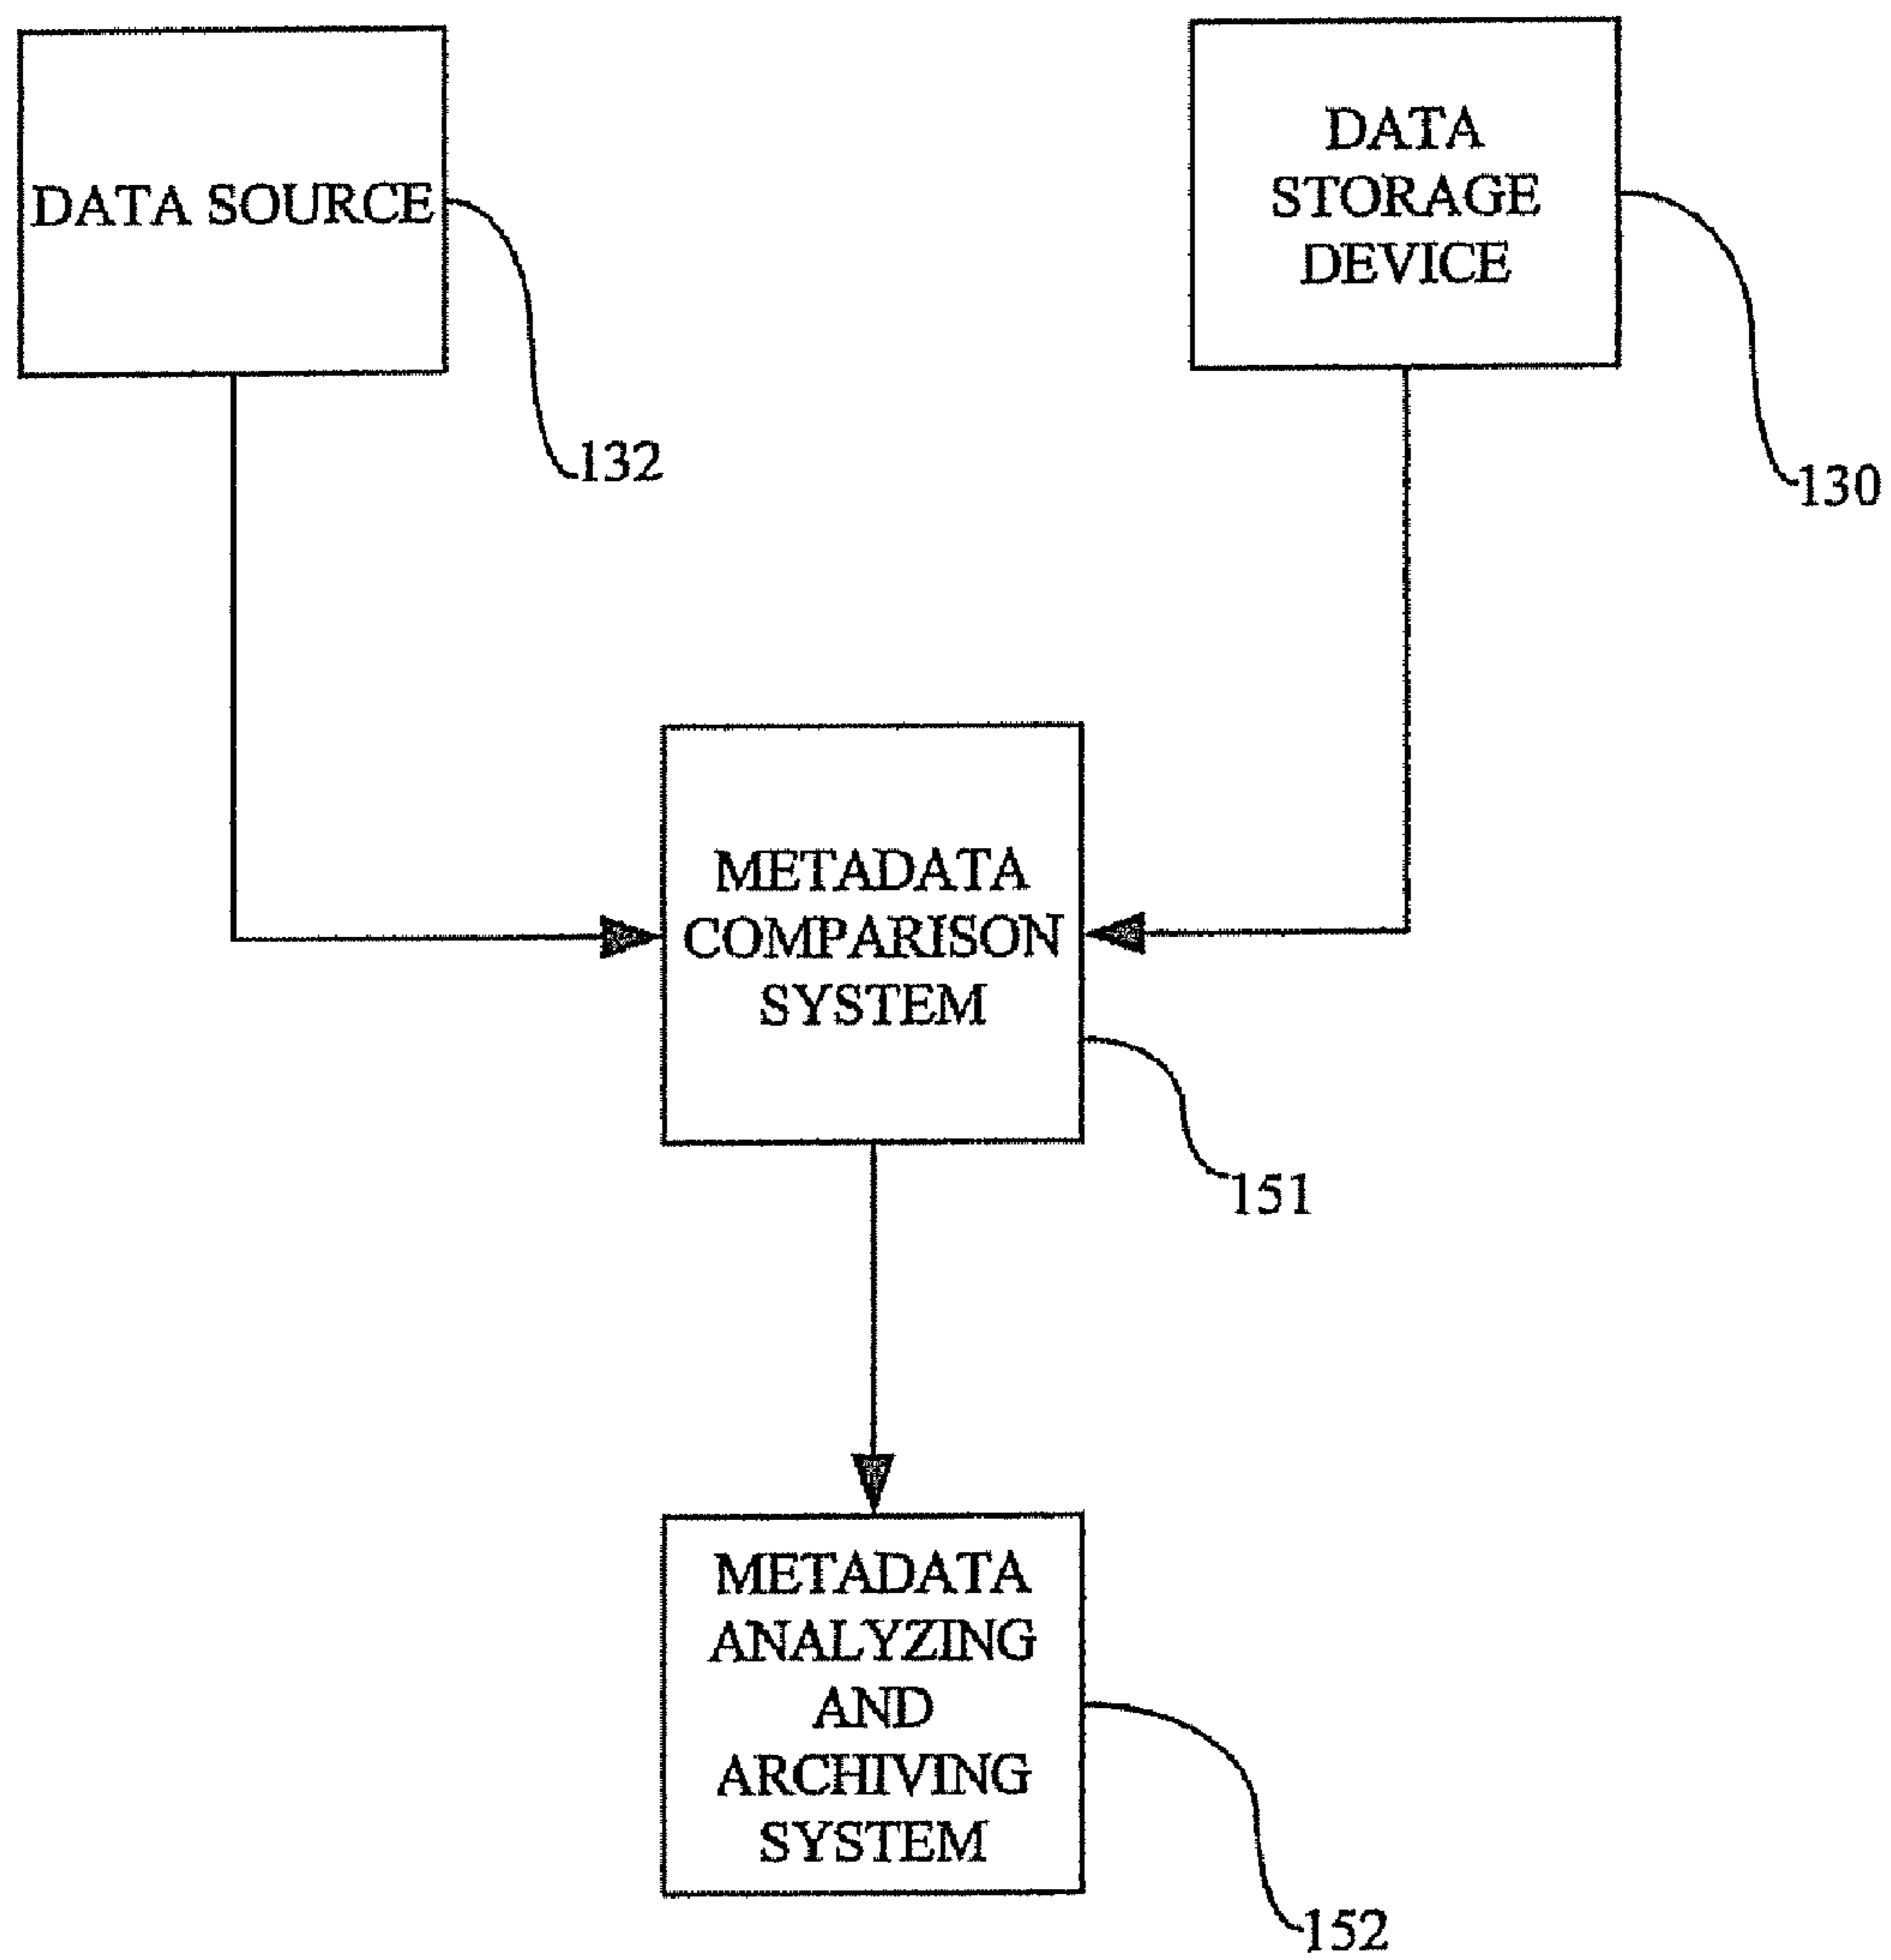 DATA SOURCE
132
DATA
STORAGE
DEVICE
130
METADATA
COMPARISON
SYSTEM
151
METADATA
ANALYZING
AND
ARCHIVING
SYSTEM
152